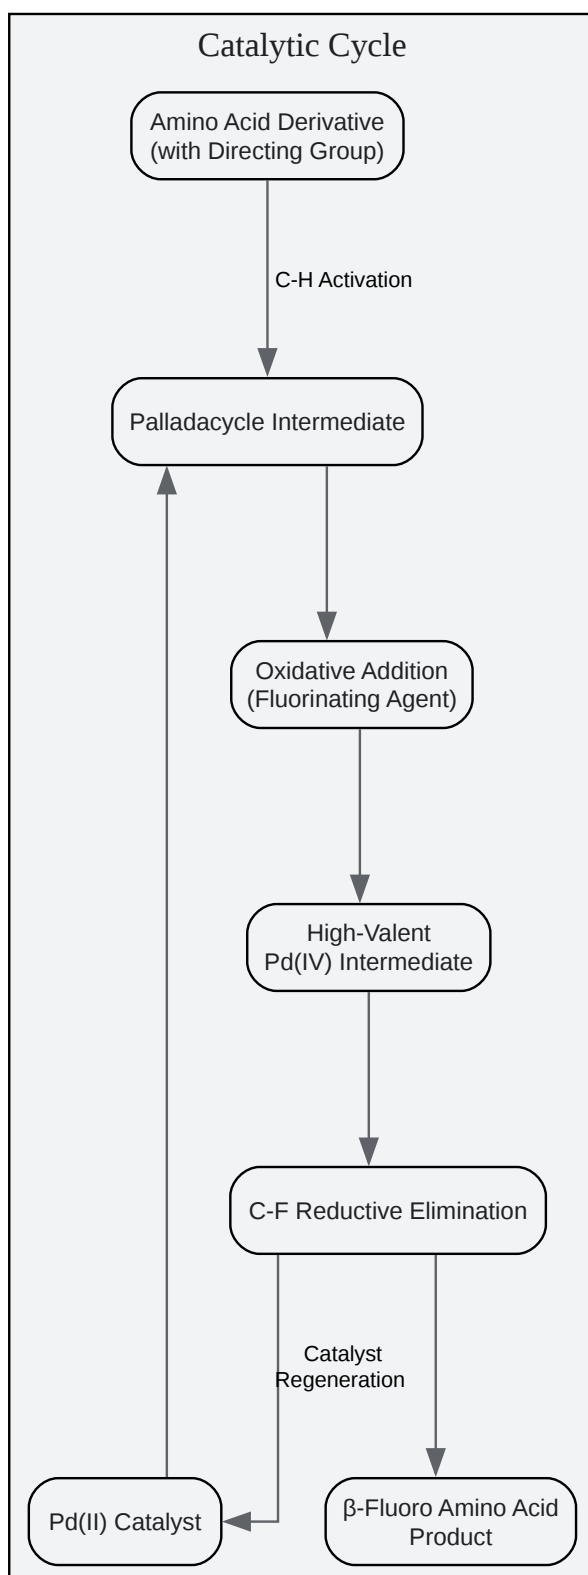 Catalytic Cycle
Amino Acid Derivative
(with Directing Group)
C-H Activation
Palladacycle Intermediate
Oxidative Addition
(Fluorinating Agent)
High-Valent
Pd(IV) Intermediate
C-F Reductive Elimination
Catalyst
Regeneration
Pd(II) Catalyst
β-Fluoro Amino Acid
Product